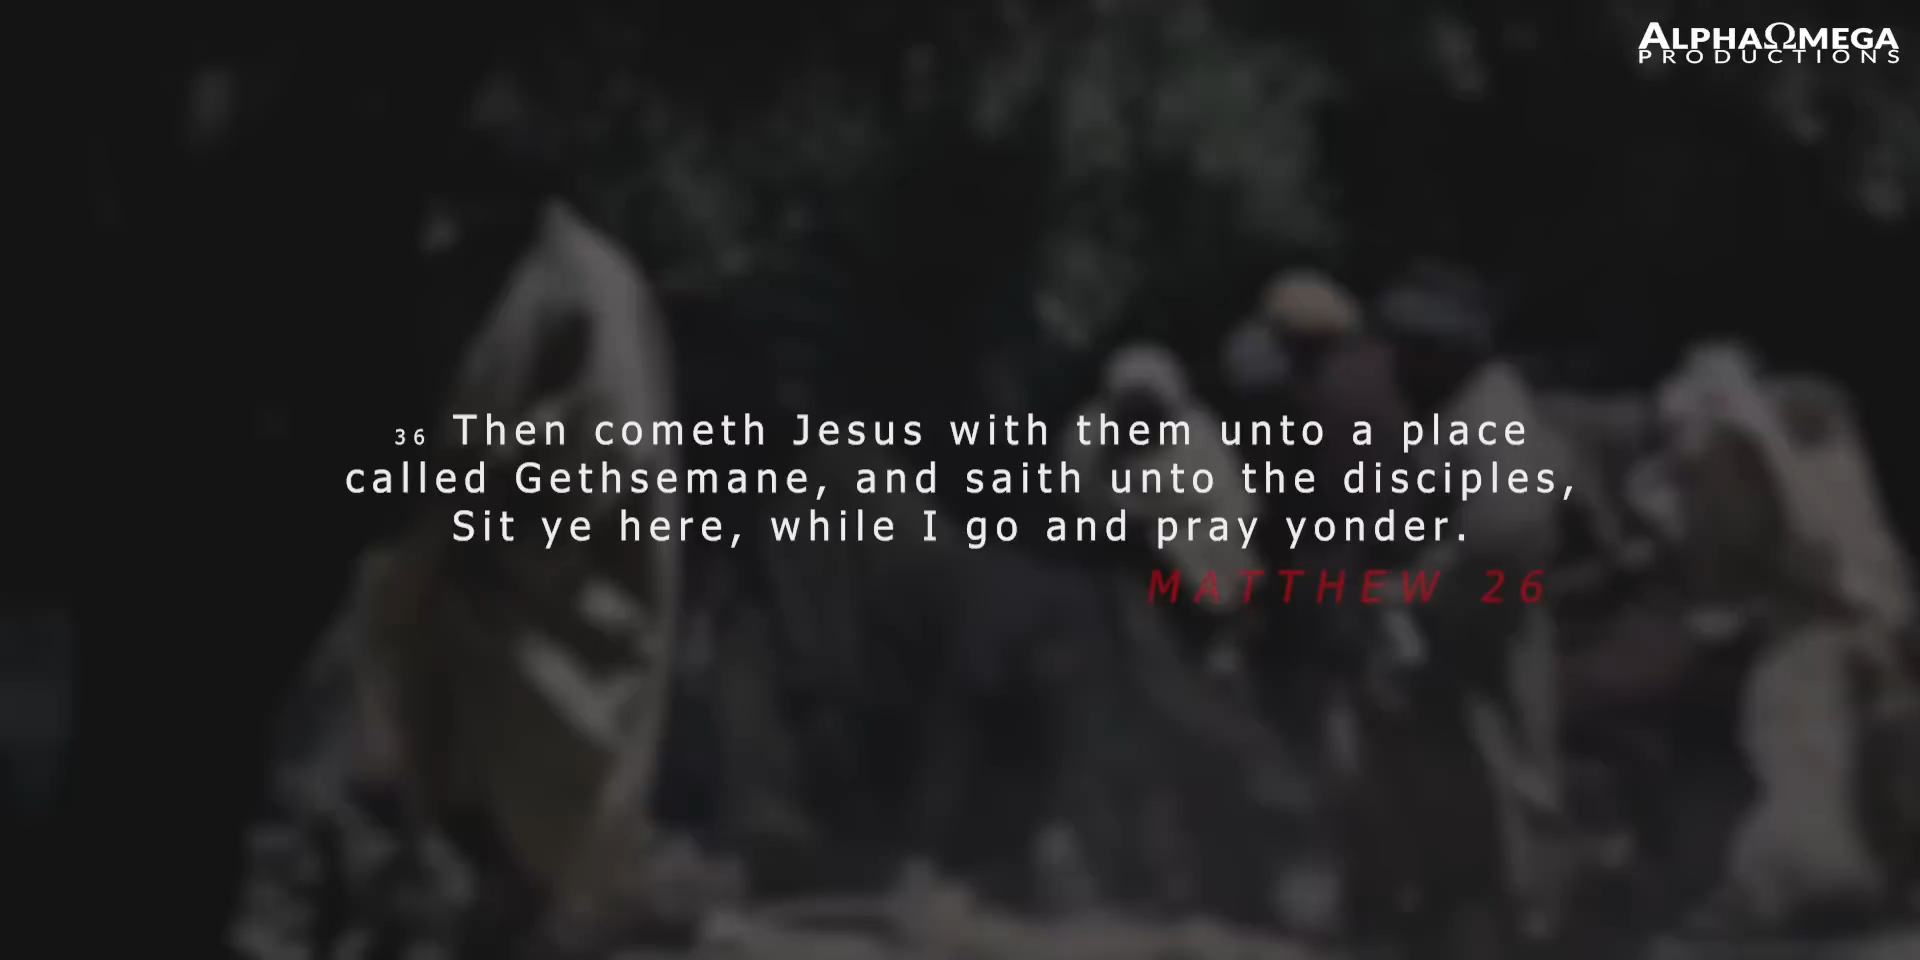 ALPHAΩMEGA
PRODUCTIONS
36 Then cometh Jesus with them unto a place
called Gethsemane, and saith unto the disciples,
Sit ye here, while I go and pray yonder.
MATTHEW 26